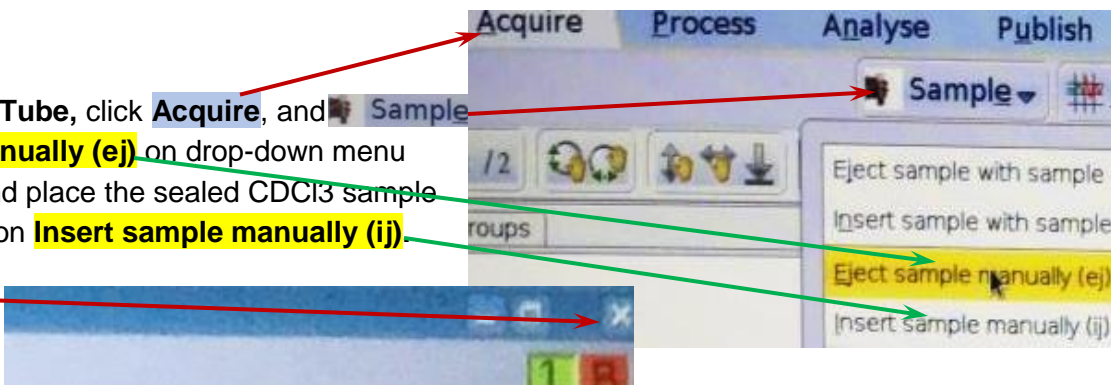 Acquire Process Analyse Publish
Tube, click Acquire, and Sample
Sample
nually (ej) on drop-down menu
/2
Eject sample with sample
d place the sealed CDCl3 sample
Insert sample with sample
roups
on Insert sample manually (ij).
Eject sample manually (ej)
Insert sample manually (ij)
1 B